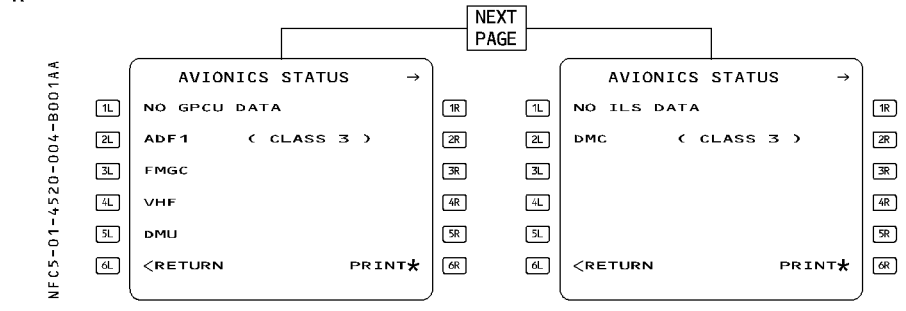 NEXT
PAGE
NFC5-01-4520-004-B001AA
AVIONICS STATUS →
1L NO GPCU DATA 1R
2L ADF1 ( CLASS 3 ) 2R
3L FMGC 3R
4L VHF 4R
5L DMU 5R
6L <RETURN PRINT* 6R
AVIONICS STATUS →
1L NO ILS DATA 1R
2L DMC ( CLASS 3 ) 2R
3L 3R
4L 4R
5L 5R
6L <RETURN PRINT* 6R